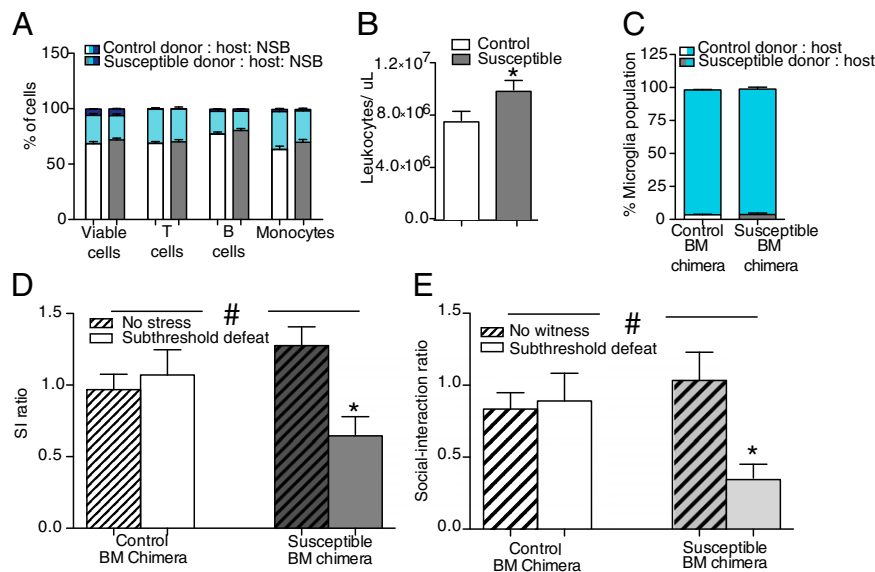 A
150
100
50
0
% of cells
Control donor : host: NSB
Susceptible donor : host: NSB
Viable cells
T cells
B cells
Monocytes
B
1.2×10⁷
8.0×10⁶
4.0×10⁶
0.0
Leukocytes/ uL
Control
Susceptible
*
C
125
100
75
50
25
0
% Microglia population
Control donor : host
Susceptible donor : host
Control
BM
chimera
Susceptible
BM
chimera
D
1.5
1.0
0.5
0.0
SI ratio
#
No stress
Subthreshold defeat
*
Control
BM Chimera
Susceptible
BM chimera
E
1.5
1.0
0.5
0.0
Social-interaction ratio
#
No witness
Subthreshold defeat
*
Control
BM Chimera
Susceptible
BM chimera